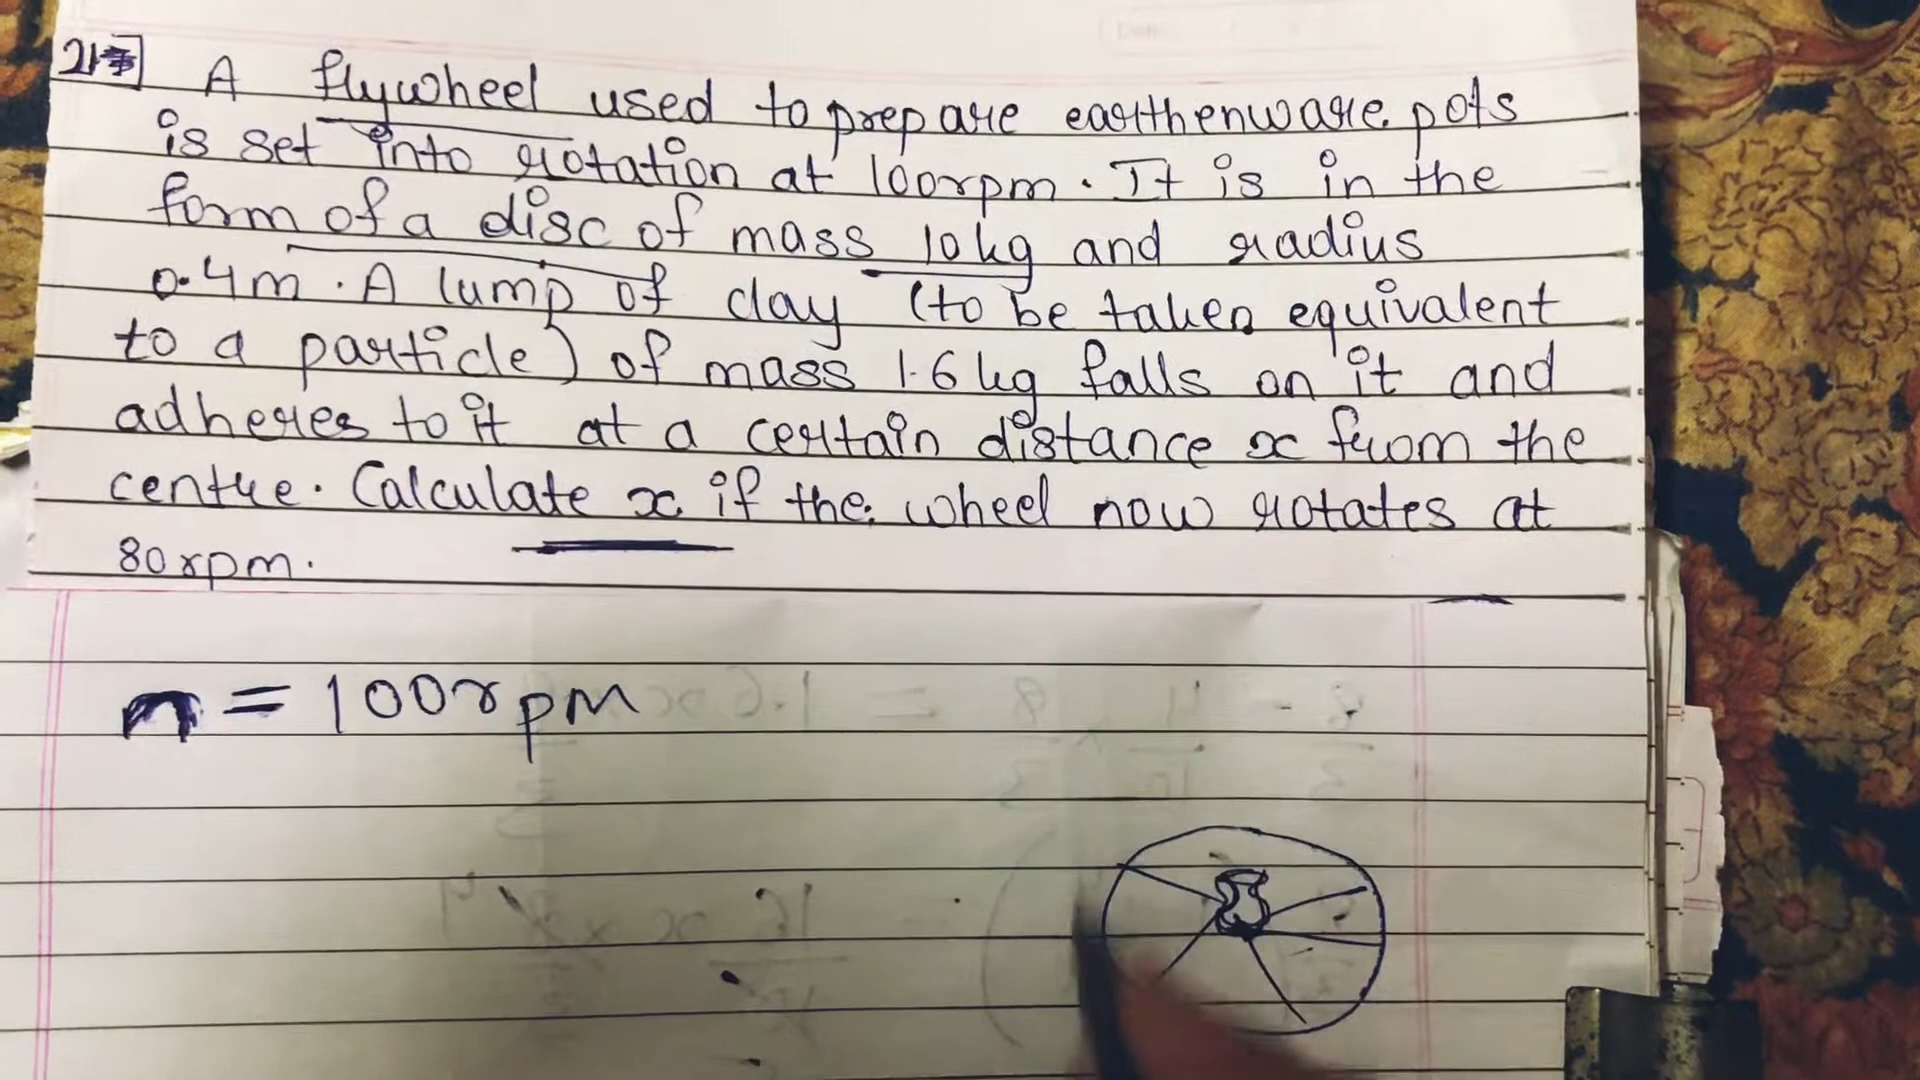 A flywheel used to prepare earthenware pots
is set into rotation at 100rpm. It is in the
form of a disc of mass 10kg and radius
0.4m. A lump of clay (to be taken equivalent
to a particle) of mass 1.6kg falls on it and
adheres to it at a certain distance x from the
centre. Calculate x if the wheel now rotates at
80rpm.
n = 100rpm